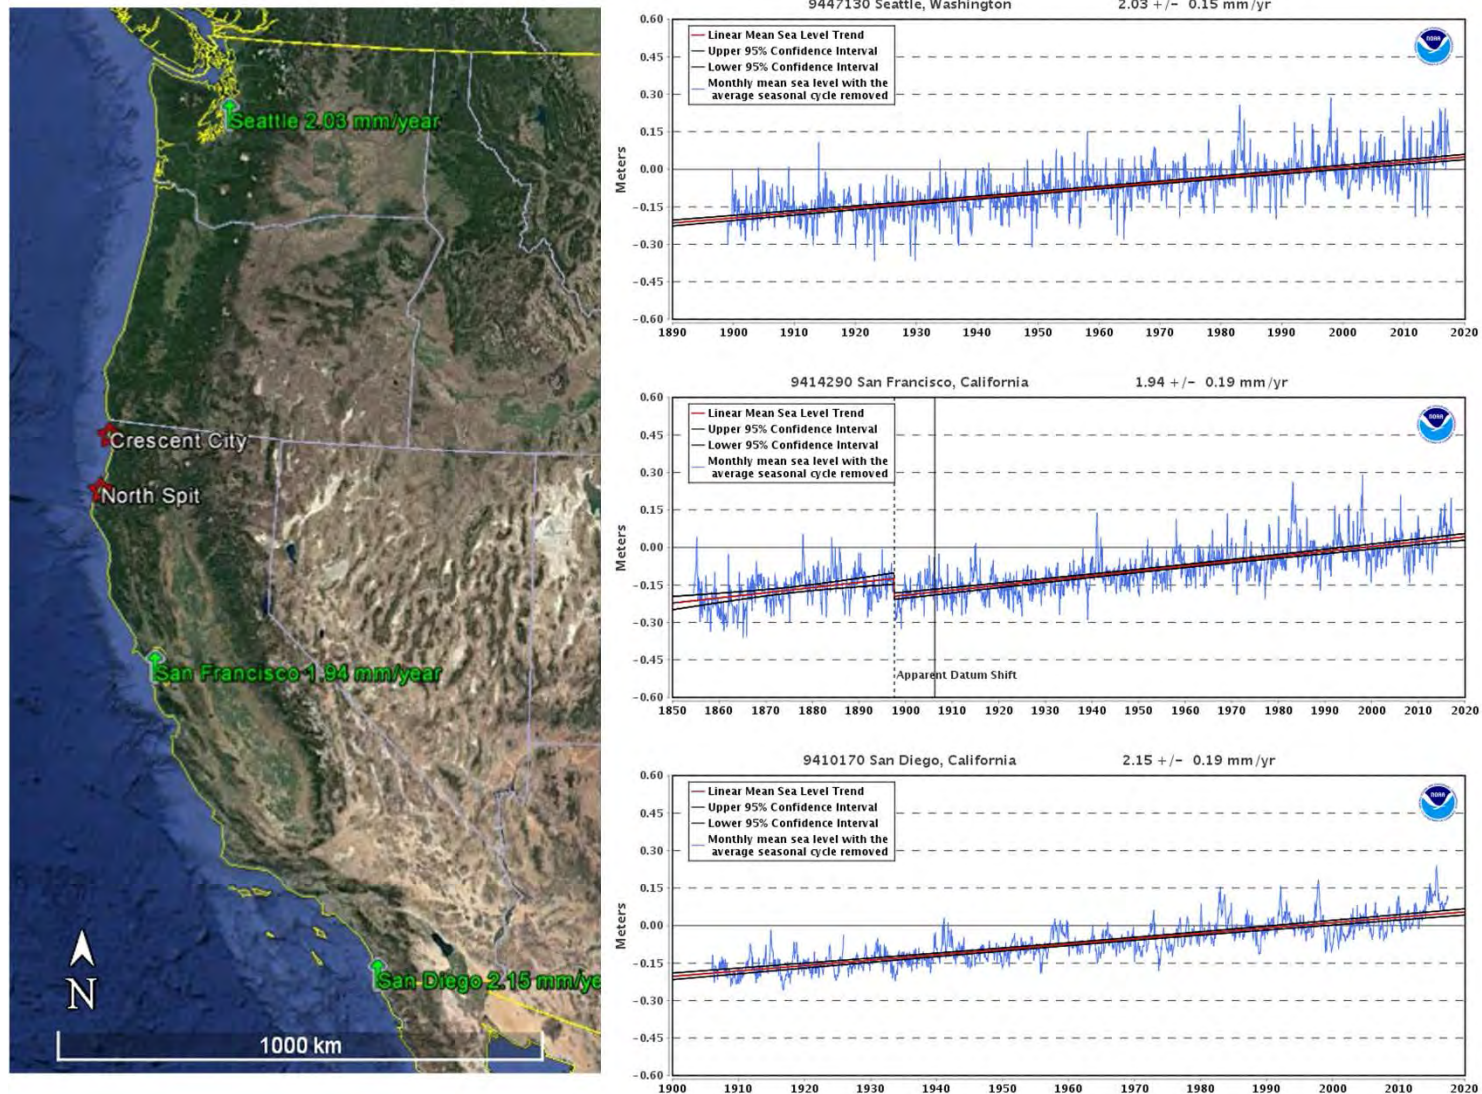 Seattle 2.03 mm/year
Crescent City
North Spit
San Francisco 1.94 mm/year
San Diego 2.15 mm/ye
N
1000 km
9447130 Seattle, Washington 2.03 +/- 0.15 mm/yr
Linear Mean Sea Level Trend
Upper 95% Confidence Interval
Lower 95% Confidence Interval
Monthly mean sea level with the
average seasonal cycle removed
NOAA
Meters
0.60
0.45
0.30
0.15
0.00
-0.15
-0.30
-0.45
-0.60
1890 1900 1910 1920 1930 1940 1950 1960 1970 1980 1990 2000 2010 2020
9414290 San Francisco, California 1.94 +/- 0.19 mm/yr
Linear Mean Sea Level Trend
Upper 95% Confidence Interval
Lower 95% Confidence Interval
Monthly mean sea level with the
average seasonal cycle removed
NOAA
Meters
0.60
0.45
0.30
0.15
0.00
-0.15
-0.30
-0.45
-0.60
Apparent Datum Shift
1850 1860 1870 1880 1890 1900 1910 1920 1930 1940 1950 1960 1970 1980 1990 2000 2010 2020
9410170 San Diego, California 2.15 +/- 0.19 mm/yr
Linear Mean Sea Level Trend
Upper 95% Confidence Interval
Lower 95% Confidence Interval
Monthly mean sea level with the
average seasonal cycle removed
NOAA
Meters
0.60
0.45
0.30
0.15
0.00
-0.15
-0.30
-0.45
-0.60
1900 1910 1920 1930 1940 1950 1960 1970 1980 1990 2000 2010 2020